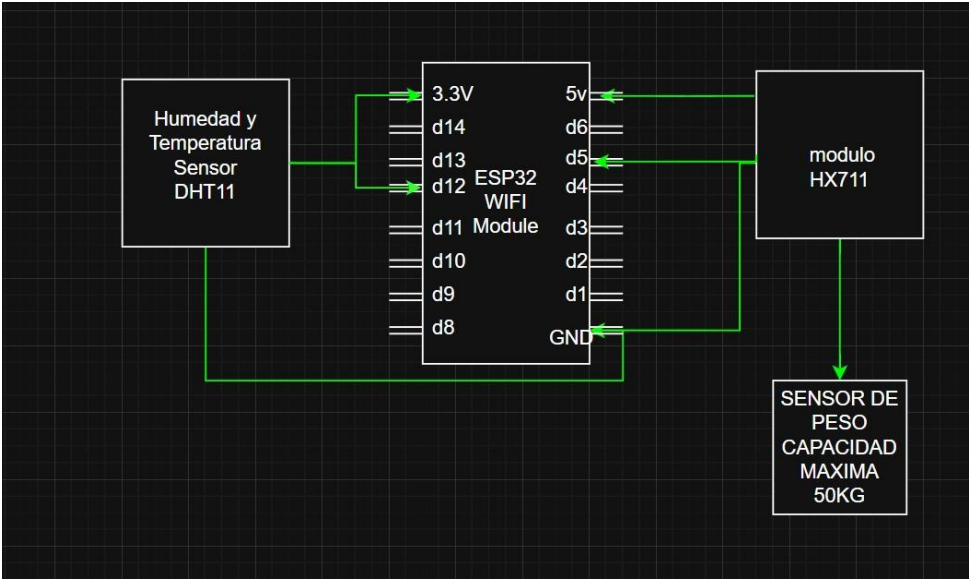 Humedad y
Temperatura
Sensor
DHT11
3.3V
d14
d13
d12
d11
d10
d9
d8
ESP32
WIFI
Module
5v
d6
d5
d4
d3
d2
d1
GND
modulo
HX711
SENSOR DE
PESO
CAPACIDAD
MAXIMA
50KG